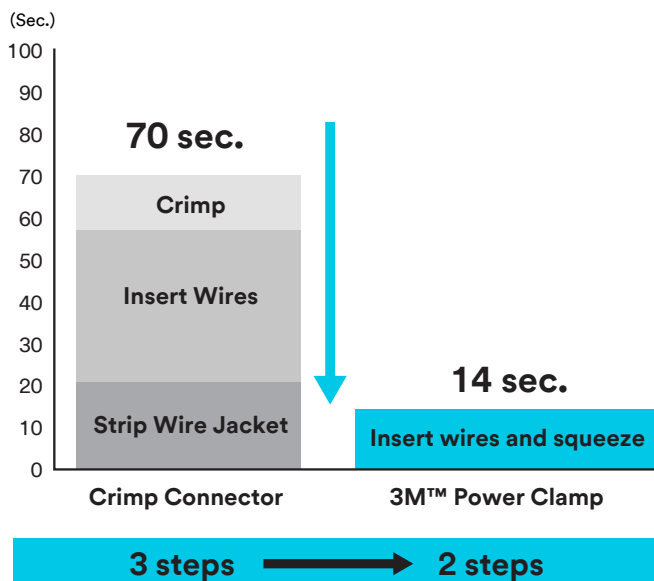 (Sec.)
100
90
80
70
60
50
40
30
20
10
0
70 sec.
Crimp
Insert Wires
Strip Wire Jacket
14 sec.
Insert wires and squeeze
Crimp Connector
3M™ Power Clamp
3 steps 2 steps